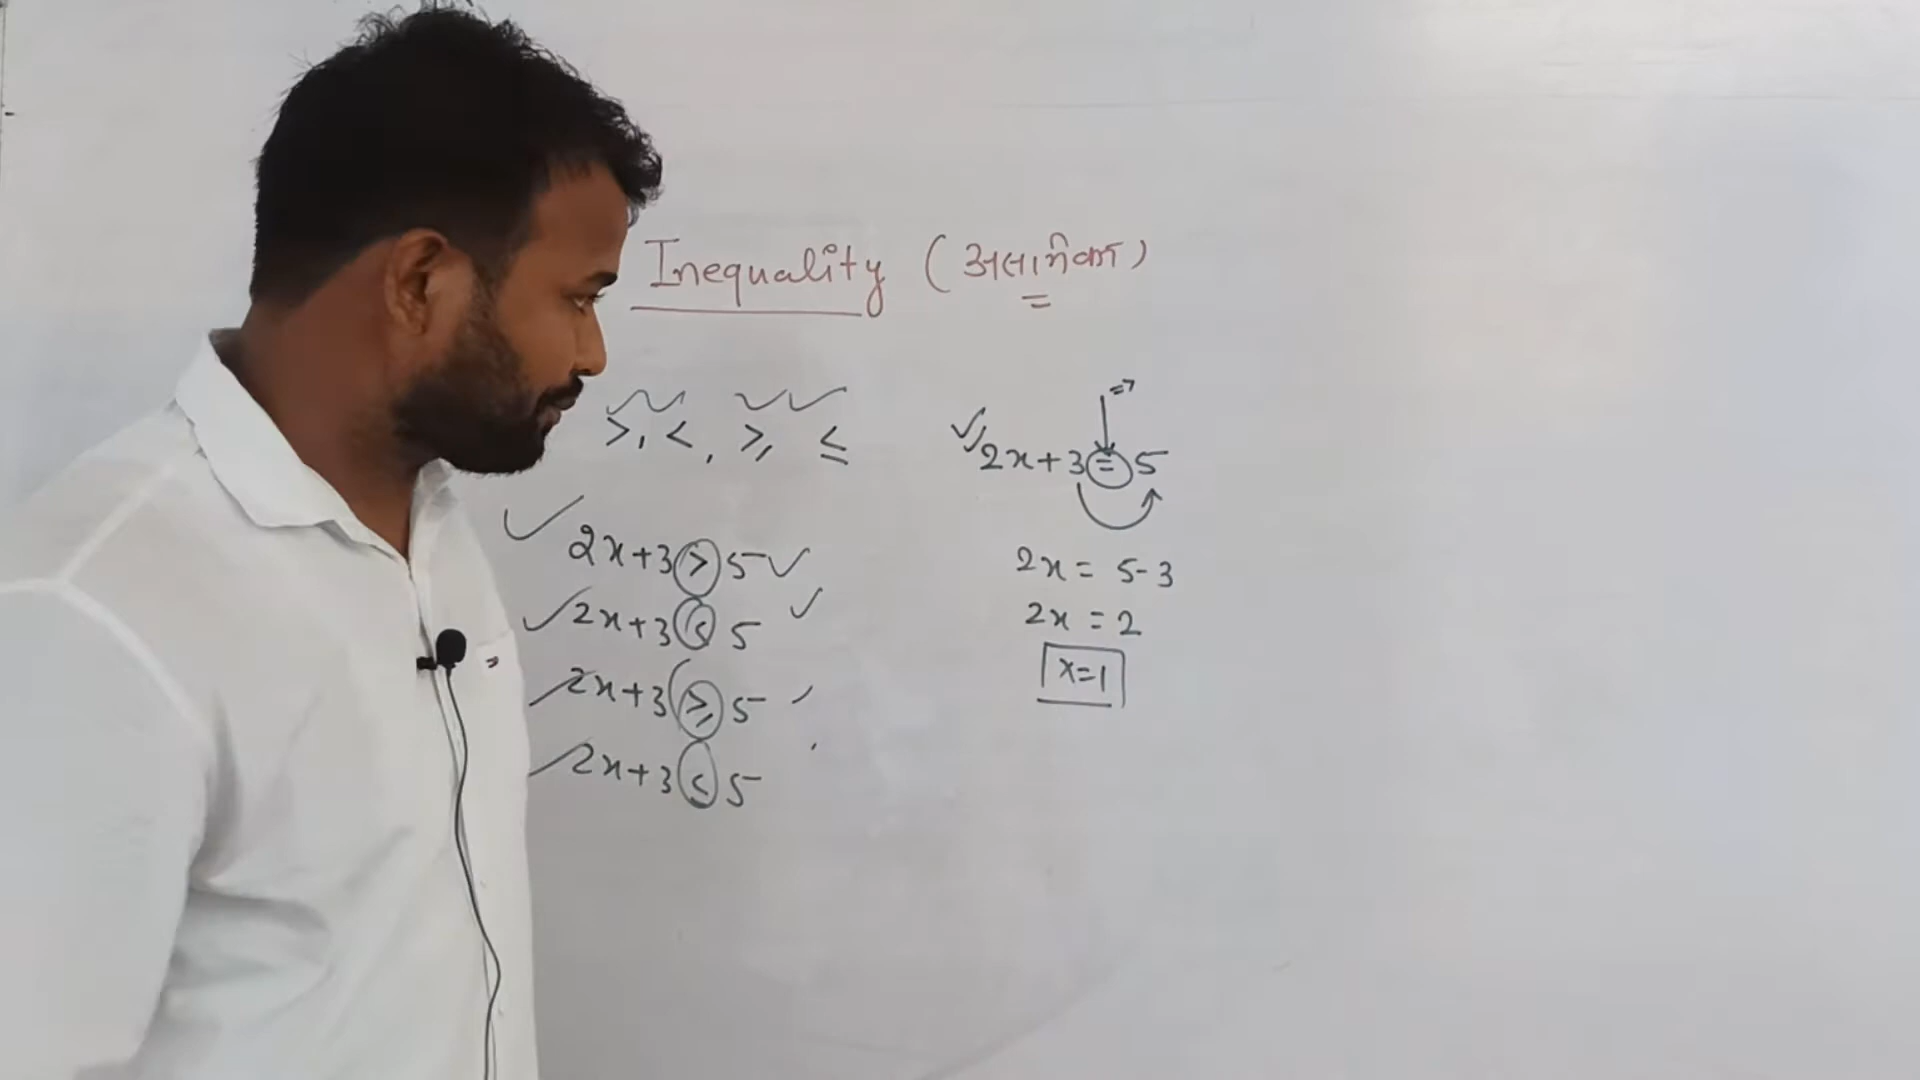 Inequality (असमिका)
>, <, ≥, ≤
2x+3 > 5
2x+3 < 5
2x+3 ≥ 5
2x+3 ≤ 5
=>
2x+3 = 5
2x = 5-3
2x = 2
x=1